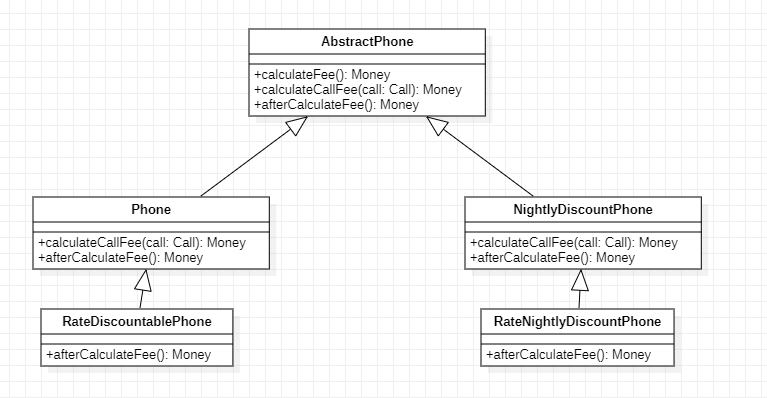 AbstractPhone
+calculateFee(): Money
+calculateCallFee(call: Call): Money
+afterCalculateFee(): Money
Phone
+calculateCallFee(call: Call): Money
+afterCalculateFee(): Money
NightlyDiscountPhone
+calculateCallFee(call: Call): Money
+afterCalculateFee(): Money
RateDiscountablePhone
+afterCalculateFee(): Money
RateNightlyDiscountPhone
+afterCalculateFee(): Money